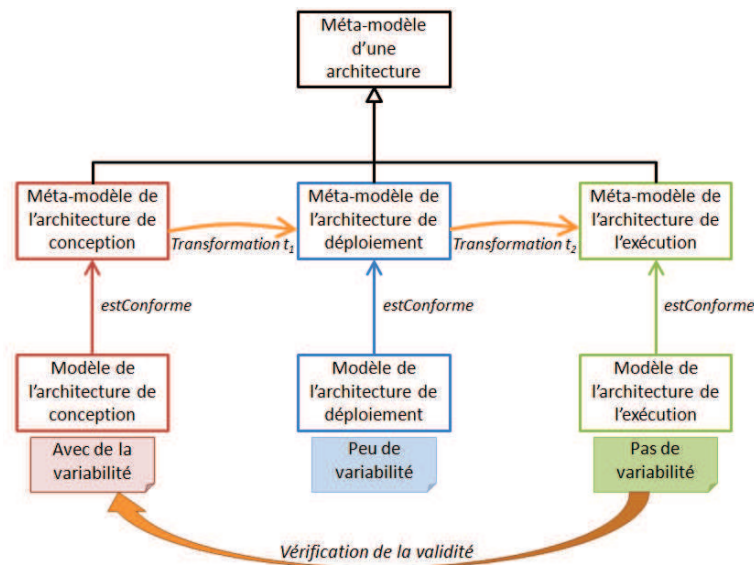 Méta-modèle
d'une
architecture
Méta-modèle de
l'architecture de
conception
Transformation t₁
Méta-modèle de
l'architecture de
déploiement
Transformation t₂
Méta-modèle de
l'architecture de
l'exécution
estConforme
estConforme
estConforme
Modèle de
l'architecture de
conception
Modèle de
l'architecture de
déploiement
Modèle de
l'architecture de
l'exécution
Avec de la
variabilité
Peu de
variabilité
Pas de
variabilité
Vérification de la validité